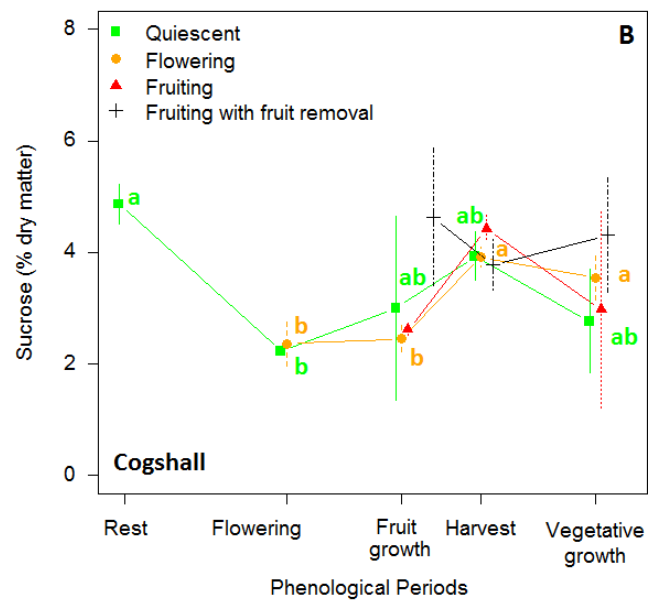 8
6
4
2
0
Sucrose (% dry matter)
Quiescent
Flowering
Fruiting
Fruiting with fruit removal
B
a
b
b
ab
b
ab
a
a
ab
Cogshall
Rest
Flowering
Fruit
growth
Harvest
Vegetative
growth
Phenological Periods